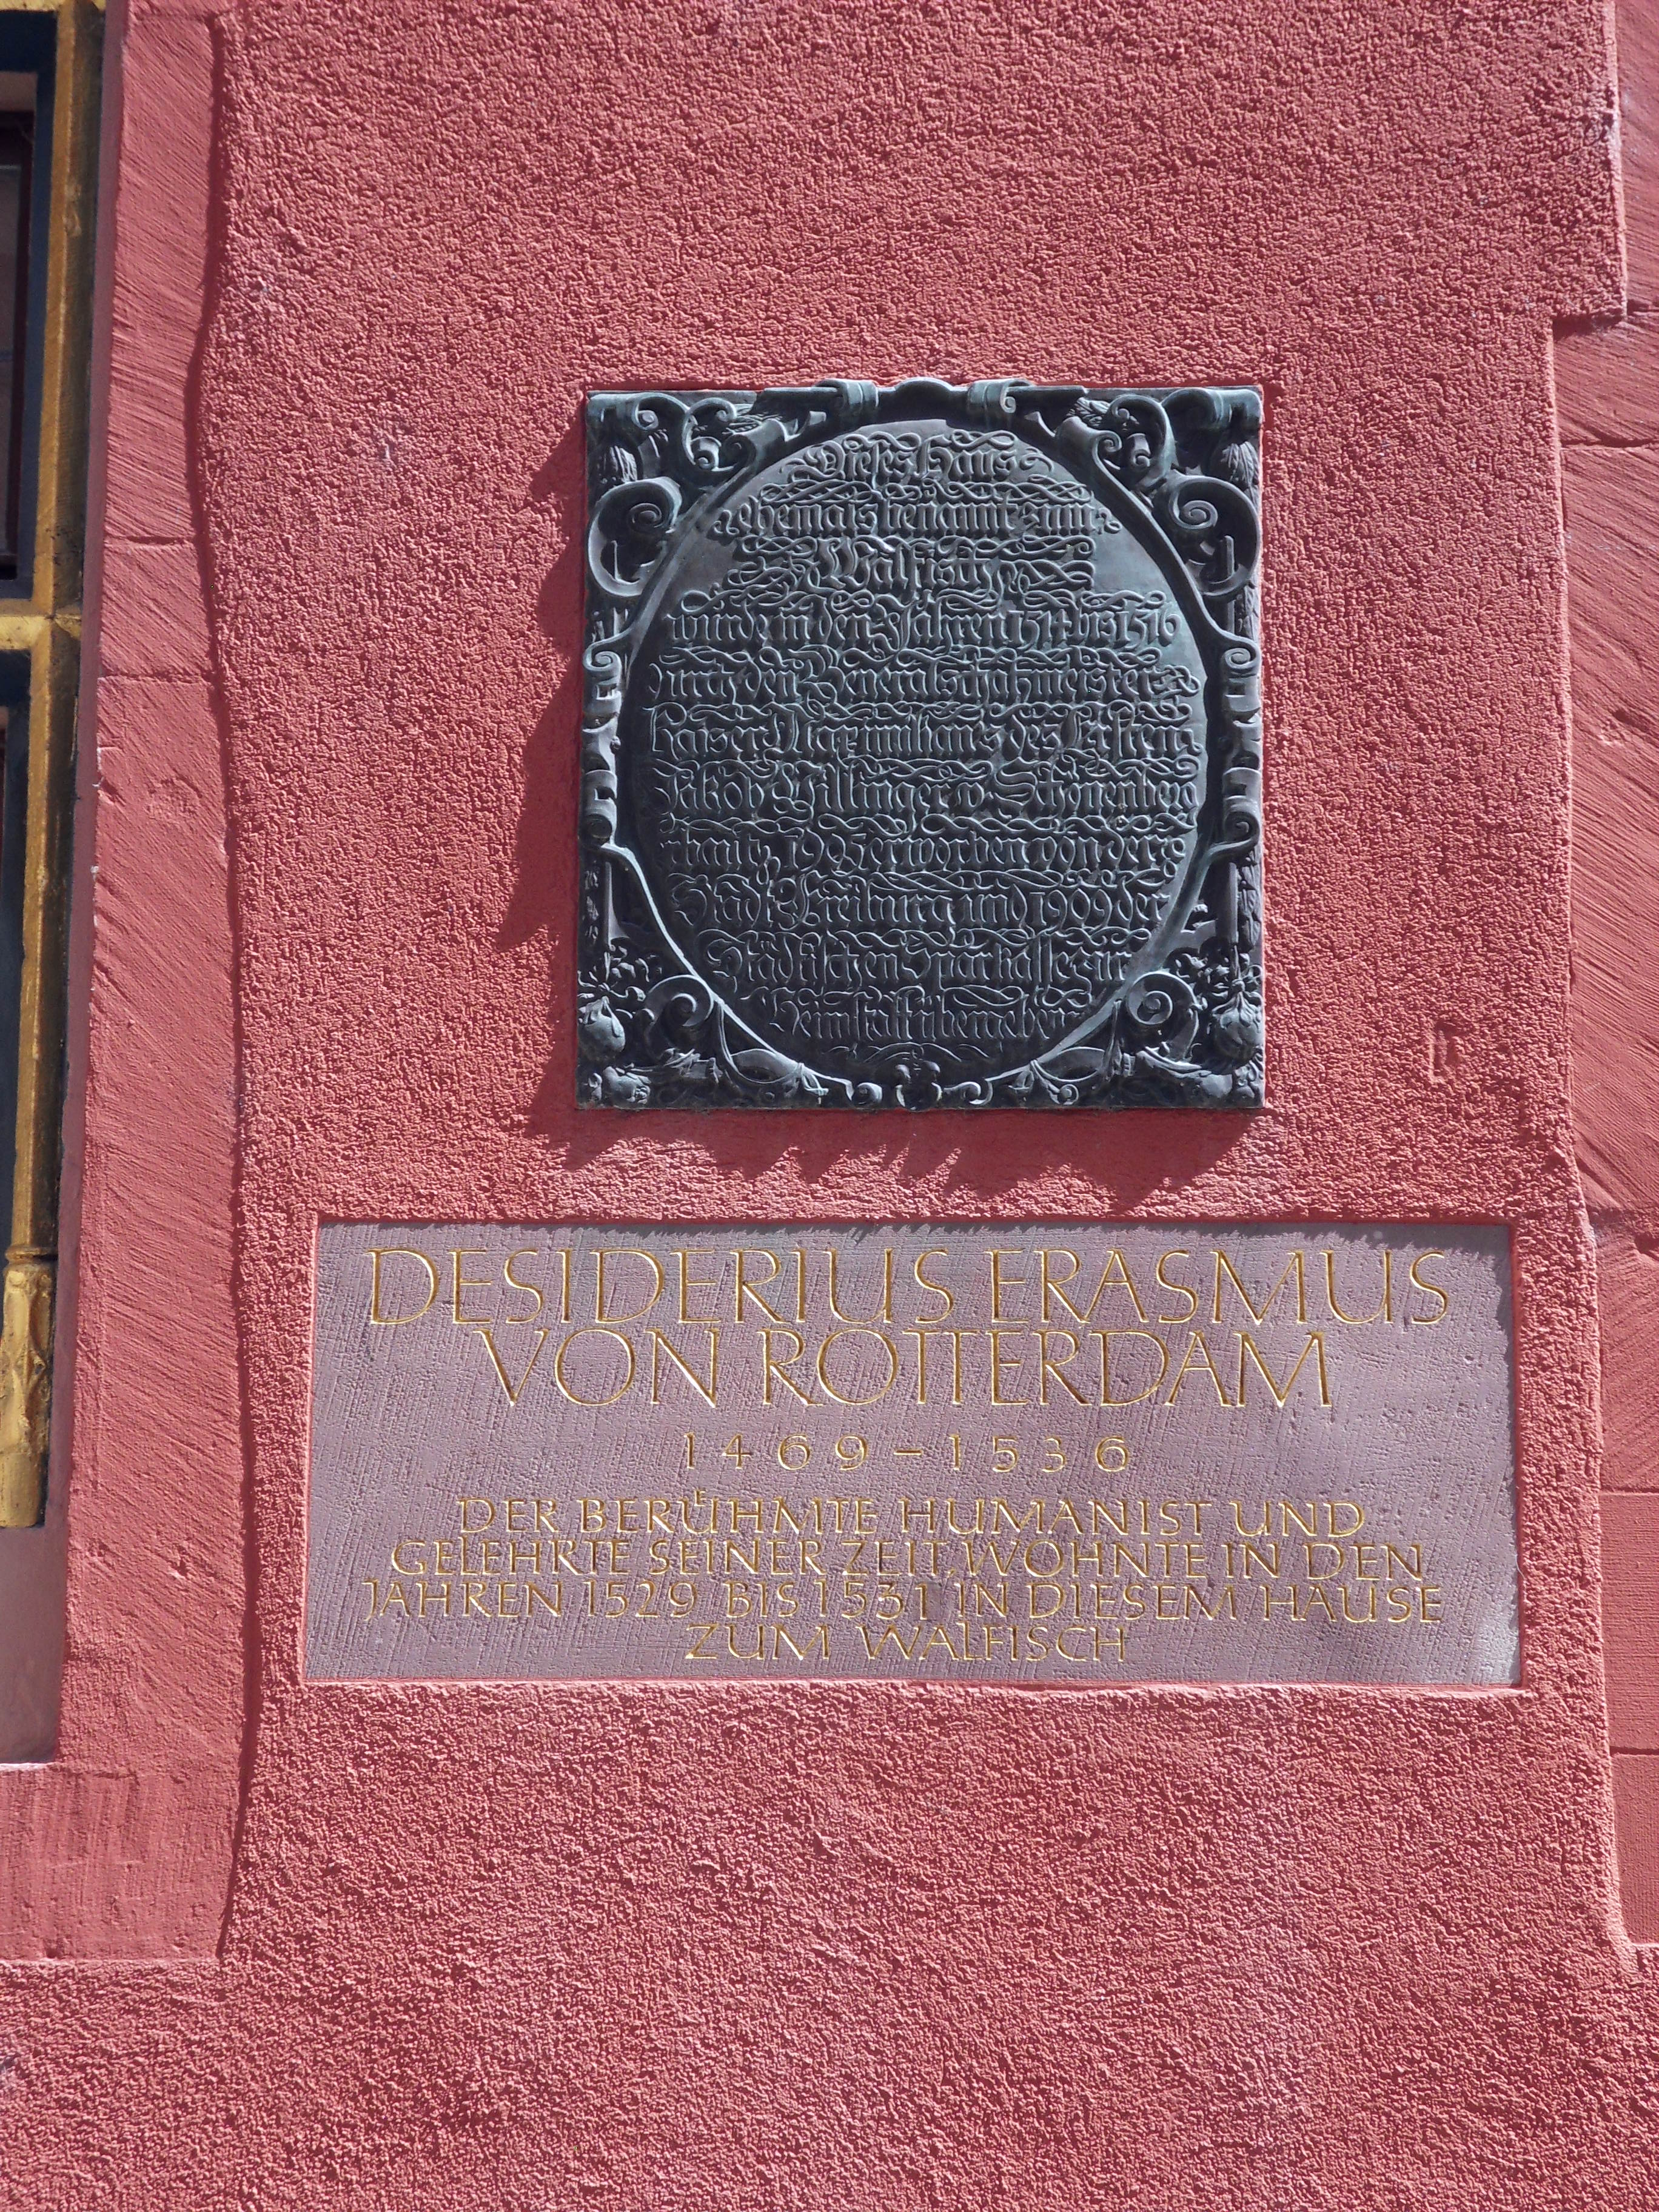 Dieses Haus
ehemals benannt zum
Walfisch
wurde in den Jahren 1514 bis 1516
durch den Generalschatzmeister
Kaiser Maximilians des Ersten
Jakob Villinger v. Schönenberg
erbaut, 1905 erworben von der
Stadt Freiburg und 1909 der
Städtischen Sparkasse zur
Heimstätte übergeben
DESIDERIUS ERASMUS
VON ROTTERDAM
1469–1536
DER BERÜHMTE HUMANIST UND
GELEHRTE SEINER ZEIT, WOHNTE IN DEN
JAHREN 1529 BIS 1531 IN DIESEM HAUSE
ZUM WALFISCH